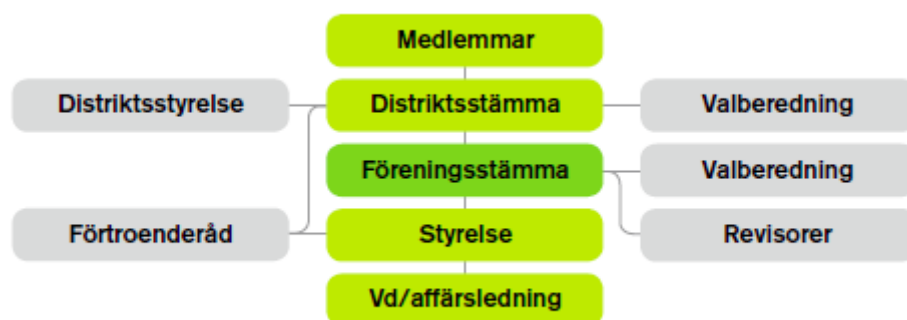 Medlemmar
Distriktsstyrelse
Distriktsstämma
Valberedning
Föreningsstämma
Valberedning
Förtroenderåd
Styrelse
Revisorer
Vd/affärsledning